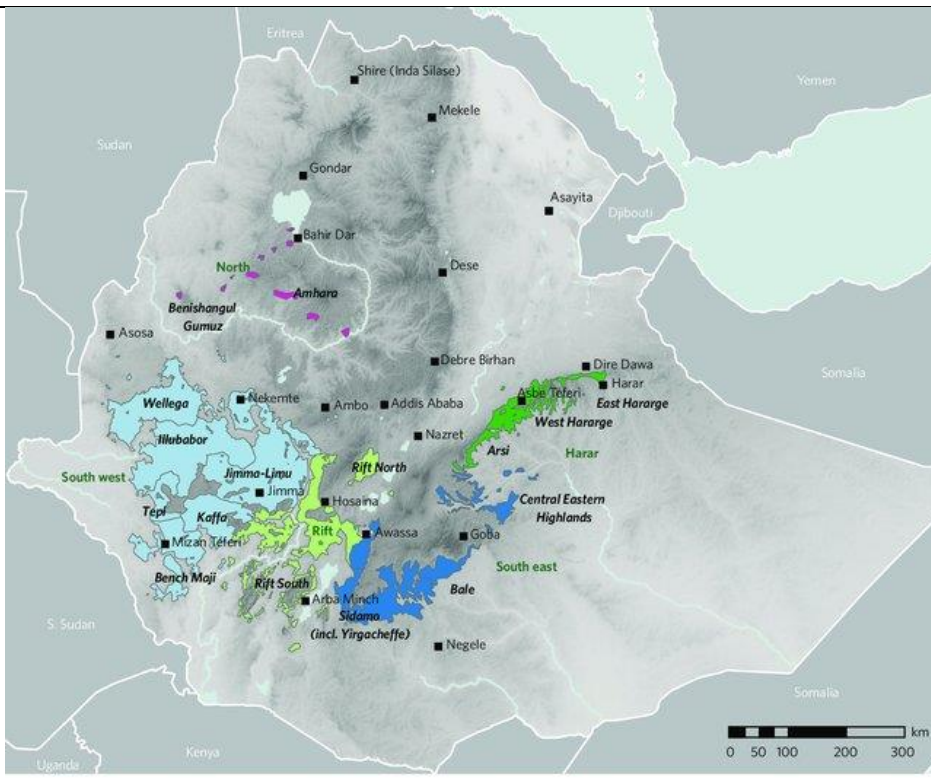 Eritrea
Yemen
Shire (Inda Silase)
Mekele
Sudan
Gondar
Asayita
Djibouti
Bahir Dar
North
Dese
Amhara
Benishangul
Gumuz
Asosa
Debre Birhan
Dire Dawa
Somalia
Harar
Nekemte
Asbe Teferi
East Hararge
Wellega
Ambo
Addis Ababa
West Hararge
Nazret
Illubabor
Arsi
Harar
Rift North
South west
Jimma-Limu
Jimma
Hosaina
Central Eastern
Highlands
Tepi
Kaffa
Rift
Awassa
Goba
Mizan Teferi
South east
Bench Maji
Rift South
Bale
Arba Minch
Sidamo
(incl. Yirgacheffe)
S. Sudan
Negele
Somalia
km
0 50 100 200 300
Kenya
Uganda